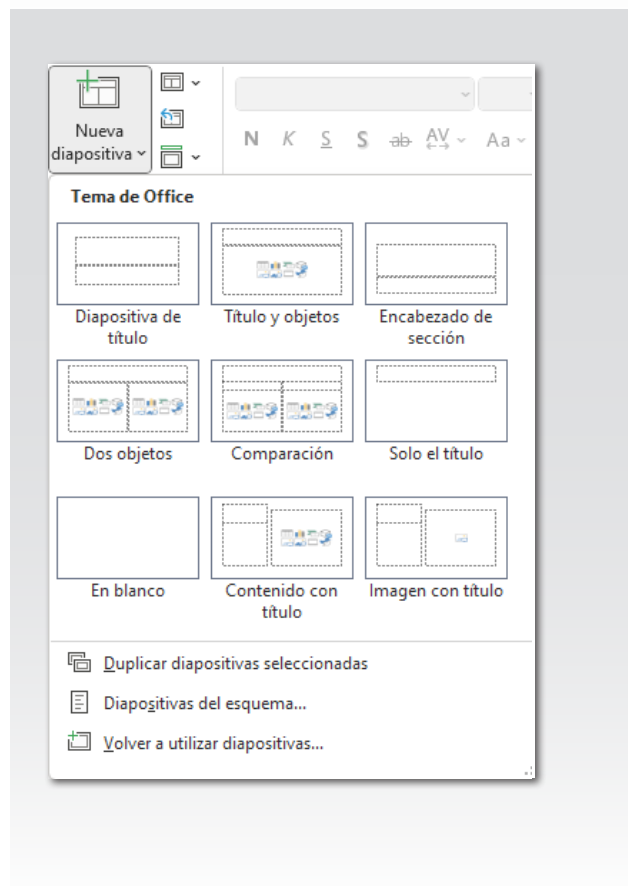 Nueva
diapositiva
N K S S ab AV Aa
Tema de Office
Diapositiva de
título
Título y objetos
Encabezado de
sección
Dos objetos
Comparación
Solo el título
En blanco
Contenido con
título
Imagen con título
Duplicar diapositivas seleccionadas
Diapositivas del esquema...
Volver a utilizar diapositivas...